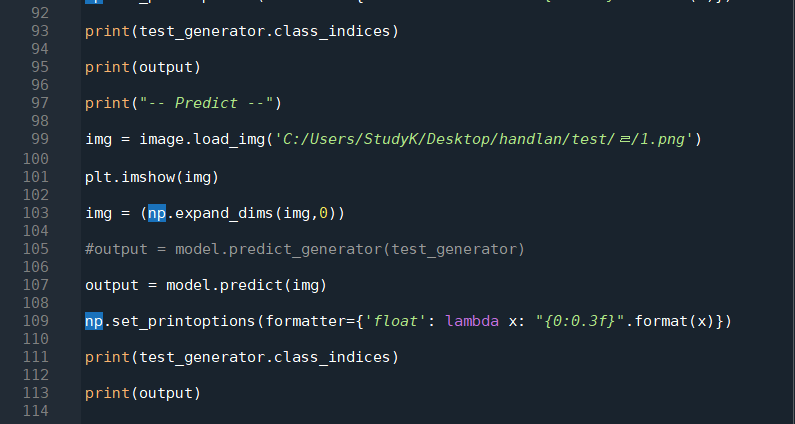 92
93 print(test_generator.class_indices)
94
95 print(output)
96
97 print("-- Predict --")
98
99 img = image.load_img('C:/Users/StudyK/Desktop/handlan/test/ㄹ/1.png')
100
101 plt.imshow(img)
102
103 img = (np.expand_dims(img,0))
104
105 #output = model.predict_generator(test_generator)
106
107 output = model.predict(img)
108
109 np.set_printoptions(formatter={'float': lambda x: "{0:0.3f}".format(x)})
110
111 print(test_generator.class_indices)
112
113 print(output)
114